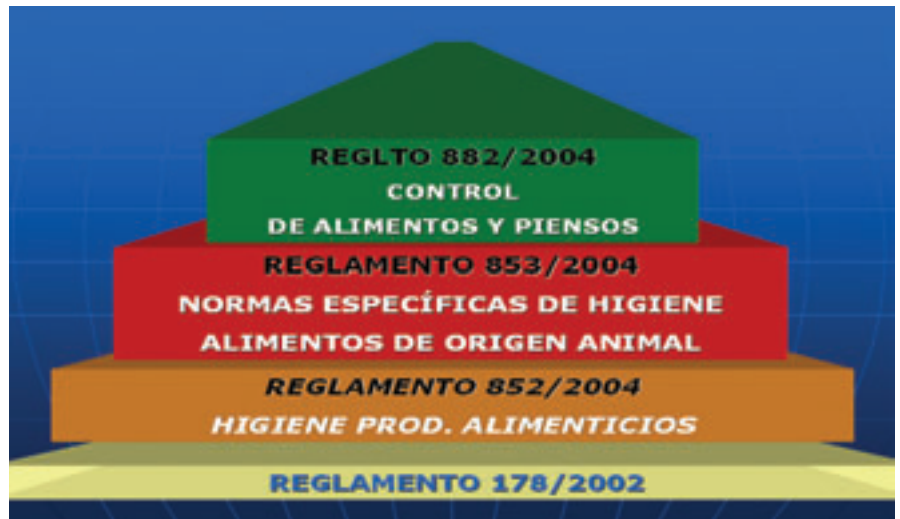 REGLTO 882/2004
CONTROL
DE ALIMENTOS Y PIENSOS
REGLAMENTO 853/2004
NORMAS ESPECÍFICAS DE HIGIENE
ALIMENTOS DE ORIGEN ANIMAL
REGLAMENTO 852/2004
HIGIENE PROD. ALIMENTICIOS
REGLAMENTO 178/2002